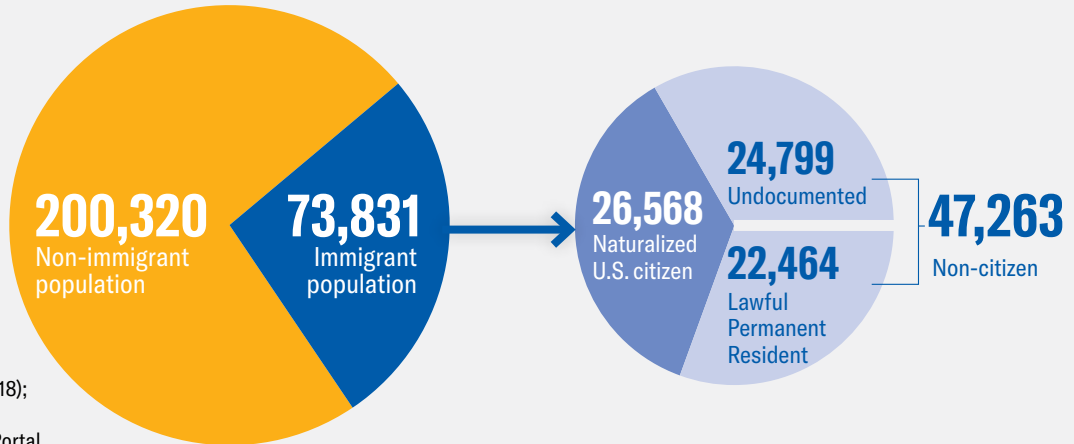 200,320
Non-immigrant
population
73,831
Immigrant
population
26,568
Naturalized
U.S. citizen
24,799
Undocumented
22,464
Lawful
Permanent
Resident
47,263
Non-citizen
18);
Portal